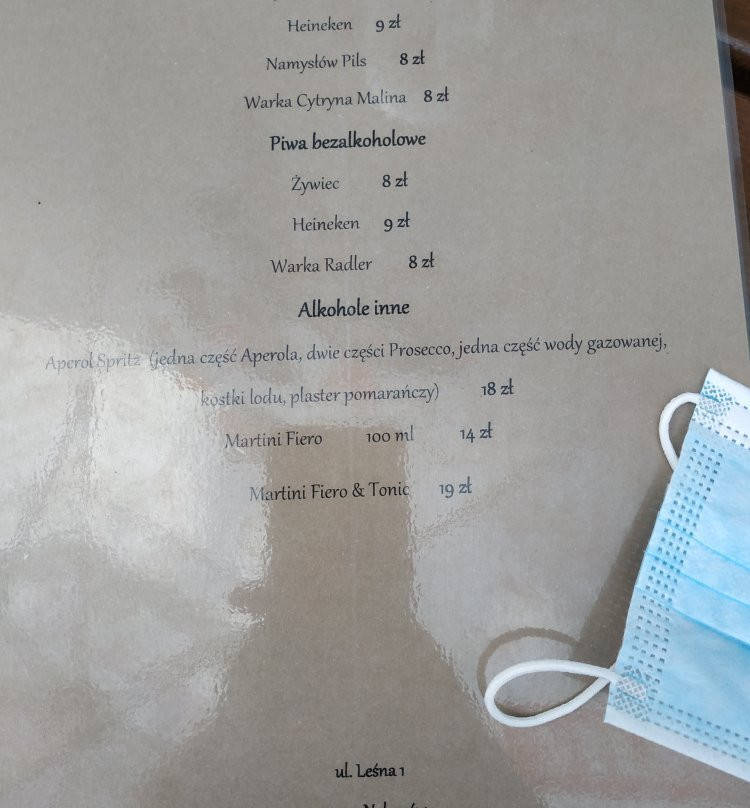 Heineken 9 zł
Namysłów Pils 8 zł
Warka Cytryna Malina 8 zł
Piwa bezalkoholowe
Żywiec 8 zł
Heineken 9 zł
Warka Radler 8 zł
Alkohole inne
Aperol Spritz (jedna część Aperola, dwie części Prosecco, jedna część wody gazowanej,
kostki lodu, plaster pomarańczy) 18 zł
Martini Fiero 100 ml 14 zł
Martini Fiero & Tonic 19 zł
ul. Leśna 1